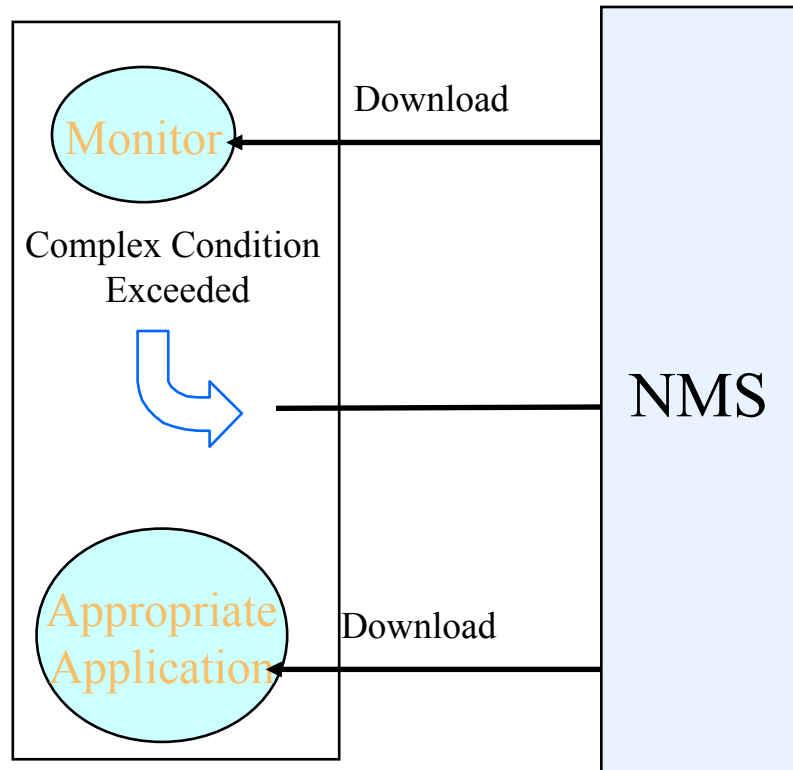 Download
Monitor
Complex Condition
Exceeded
NMS
Appropriate
Download
Application